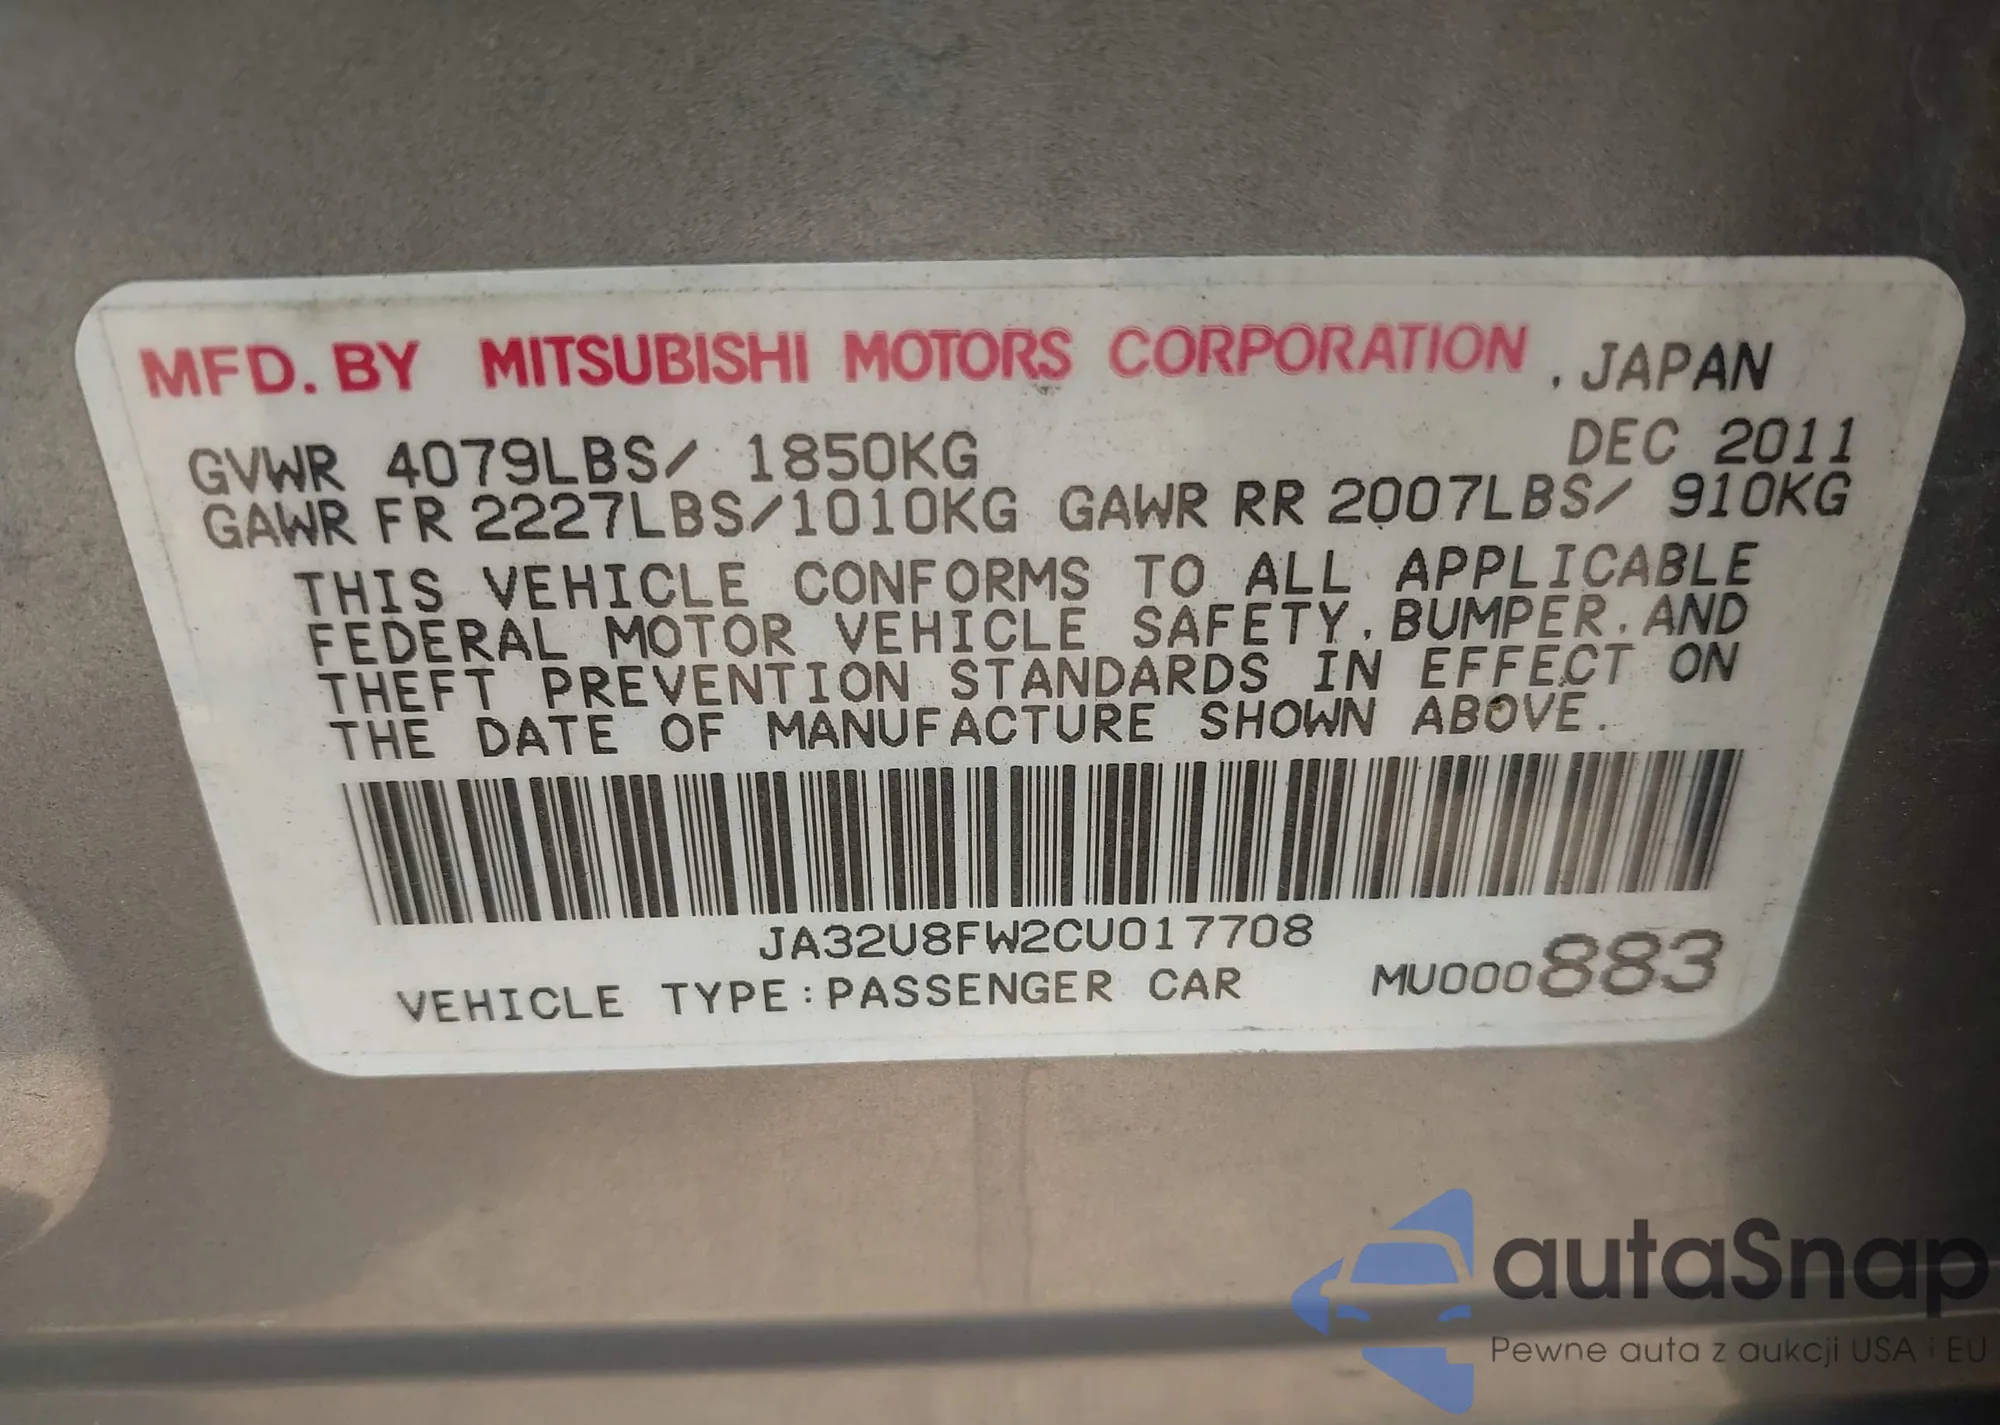 MFD. BY MITSUBISHI MOTORS CORPORATION , JAPAN
GVWR 4079LBS/ 1850KG DEC 2011
GAWR FR 2227LBS/1010KG GAWR RR 2007LBS/ 910KG
THIS VEHICLE CONFORMS TO ALL APPLICABLE
FEDERAL MOTOR VEHICLE SAFETY, BUMPER, AND
THEFT PREVENTION STANDARDS IN EFFECT ON
THE DATE OF MANUFACTURE SHOWN ABOVE.
JA32U8FW2CU017708
VEHICLE TYPE:PASSENGER CAR MU000883
autaSnap
Pewne auta z aukcji USA i EU